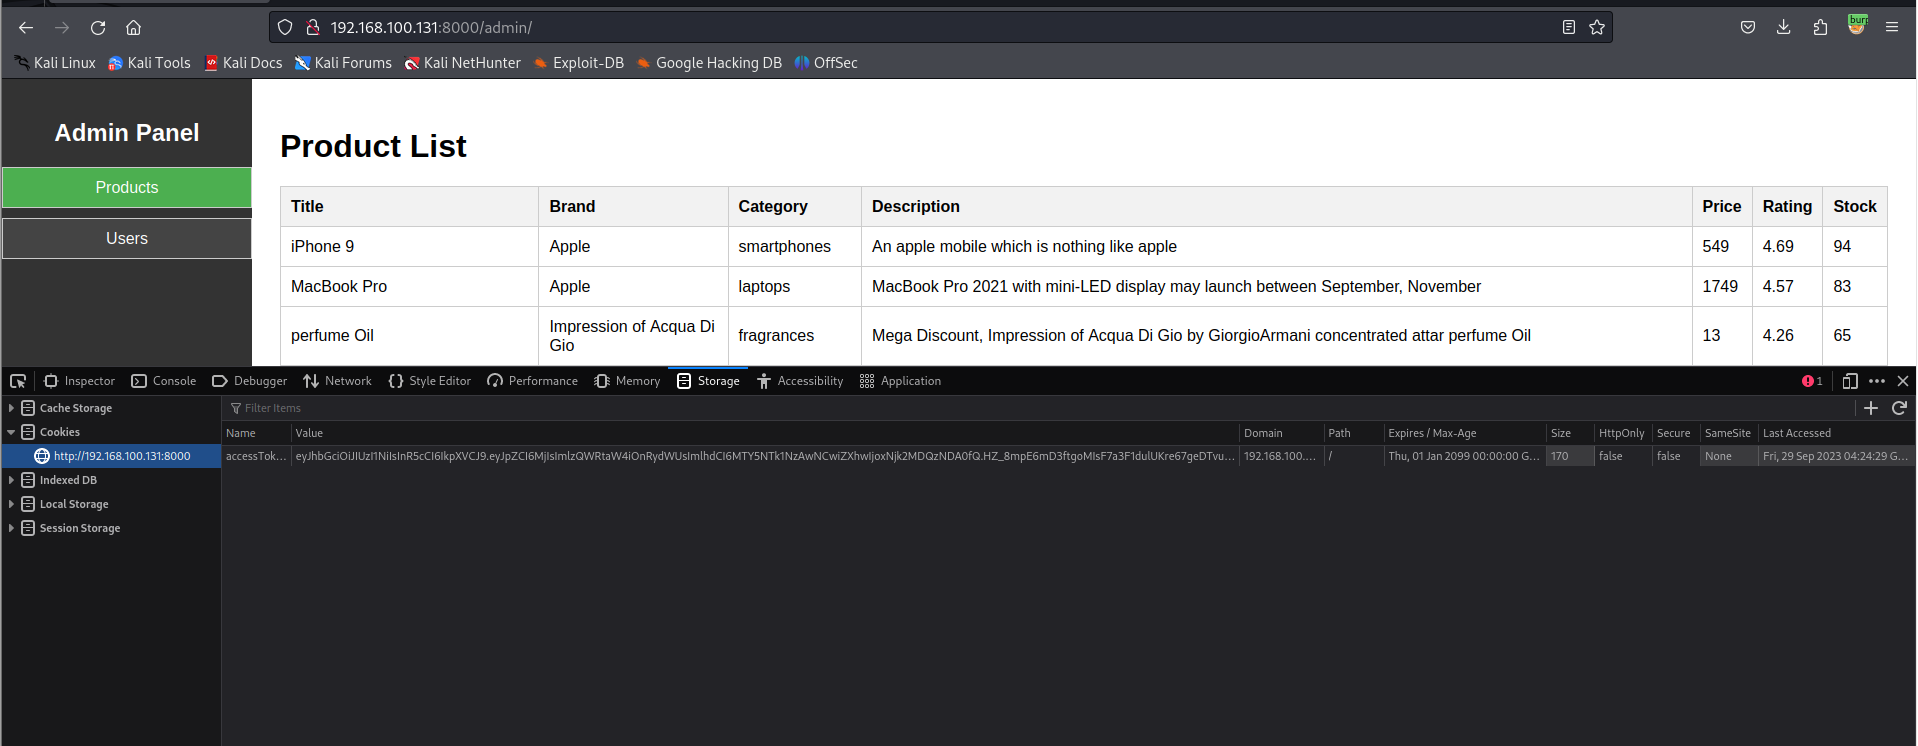 192.168.100.131:8000/admin/
burp
Kali Linux Kali Tools Kali Docs Kali Forums Kali NetHunter Exploit-DB Google Hacking DB OffSec
Admin Panel
Products
Users
Product List
Title Brand Category Description Price Rating Stock
iPhone 9 Apple smartphones An apple mobile which is nothing like apple 549 4.69 94
MacBook Pro Apple laptops MacBook Pro 2021 with mini-LED display may launch between September, November 1749 4.57 83
perfume Oil Impression of Acqua Di Gio fragrances Mega Discount, Impression of Acqua Di Gio by GiorgioArmani concentrated attar perfume Oil 13 4.26 65
Inspector Console Debugger Network Style Editor Performance Memory Storage Accessibility Application 1
Cache Storage
Cookies
http://192.168.100.131:8000
Indexed DB
Local Storage
Session Storage
Filter Items
Name Value Domain Path Expires / Max-Age Size HttpOnly Secure SameSite Last Accessed
accessTok... 192.168.100.... / Thu, 01 Jan 2099 00:00:00 G... 170 false false None Fri, 29 Sep 2023 04:24:29 G...